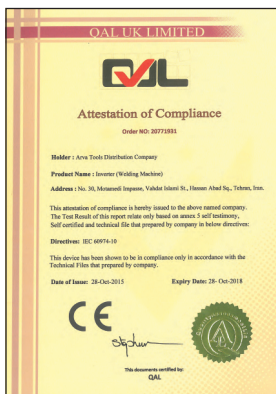 QAL UK LIMITED
QAL
Attestation of Compliance
Order NO: 20771931
Holder : Arva Tools Distribution Company
Product Name : Inverter (Welding Machine)
Address : No. 30, Motamedi Impasse, Vahdat Islami St., Hassan Abad Sq., Tehran, Iran.
This attestation of compliance is hereby issued to the above named company.
The Test Result of this report relate only based on annex 5 self testimony,
Self certified and technical file that prepared by company in below directives:
Directives: IEC 60974-10
This device has been shown to be in compliance only in accordance with the
Technical Files that prepared by company.
Date of Issue: 28-Oct-2015 Expiry Date: 28- Oct-2018
CE
Stephen
This documents certified by:
QAL